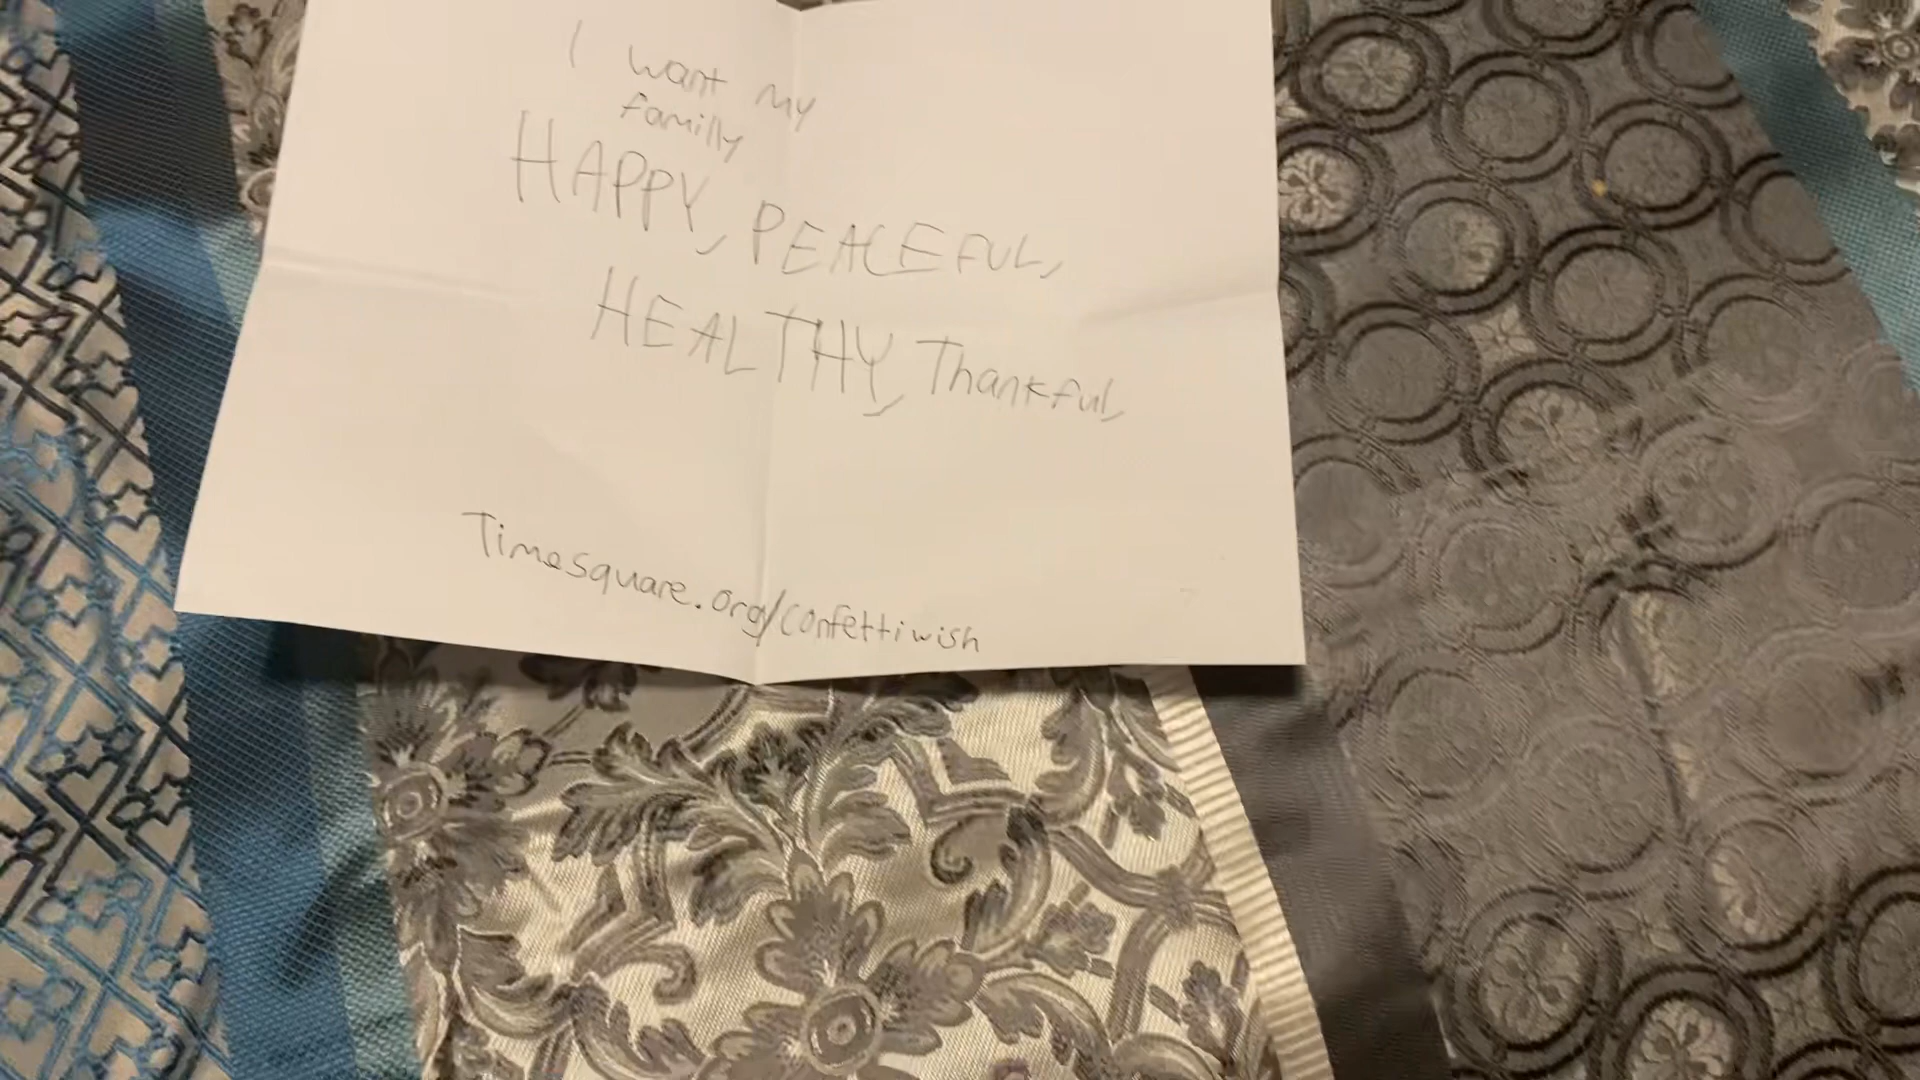 I want my
familly
HAPPY, PEACEFUL,
HEALTHY, Thankful,
Timesquare.org/confettiwish